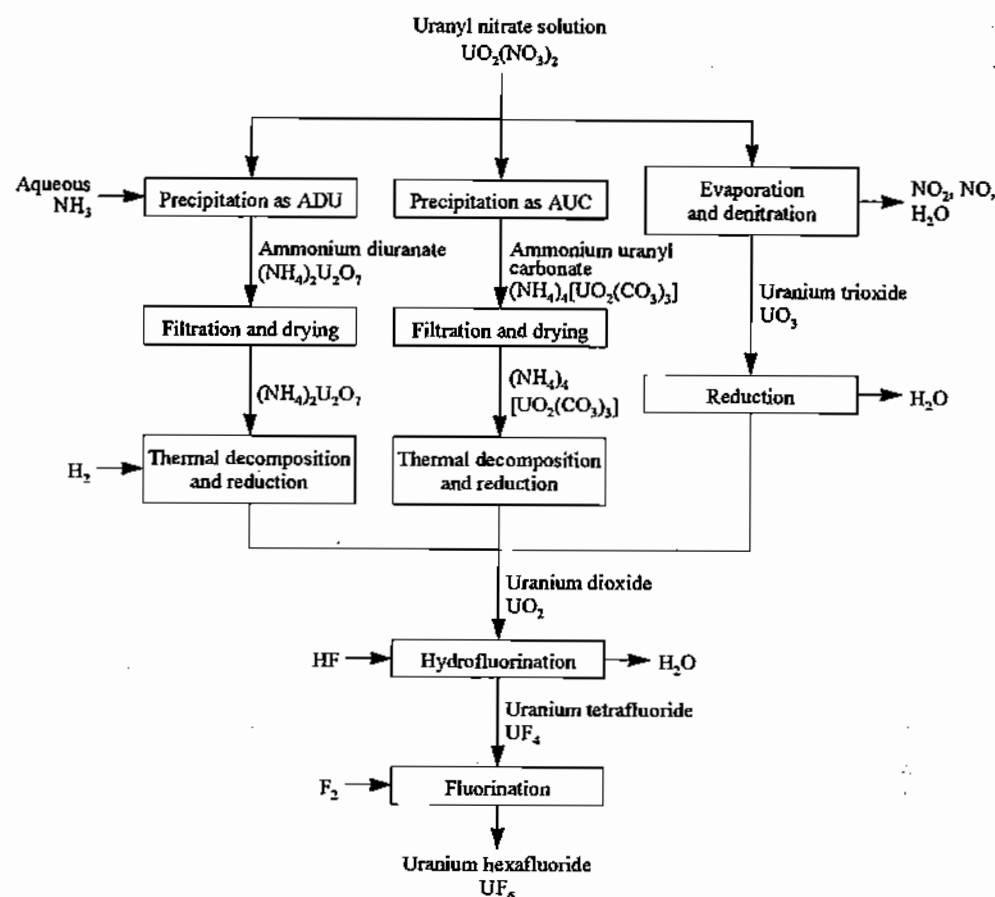 Uranyl nitrate solution
UO₂(NO₃)₂
Aqueous
NH₃
Precipitation as ADU
Precipitation as AUC
Evaporation
and denitration
NO₂, NO,
H₂O
Ammonium diuranate
(NH₄)₂U₂O₇
Ammonium uranyl
carbonate
(NH₄)₄[UO₂(CO₃)₃]
Uranium trioxide
UO₃
Filtration and drying
Filtration and drying
(NH₄)₂U₂O₇
(NH₄)₄
[UO₂(CO₃)₃]
Reduction
H₂O
H₂
Thermal decomposition
and reduction
Thermal decomposition
and reduction
Uranium dioxide
UO₂
HF
Hydrofluorination
H₂O
Uranium tetrafluoride
UF₄
F₂
Fluorination
Uranium hexafluoride
UF₆